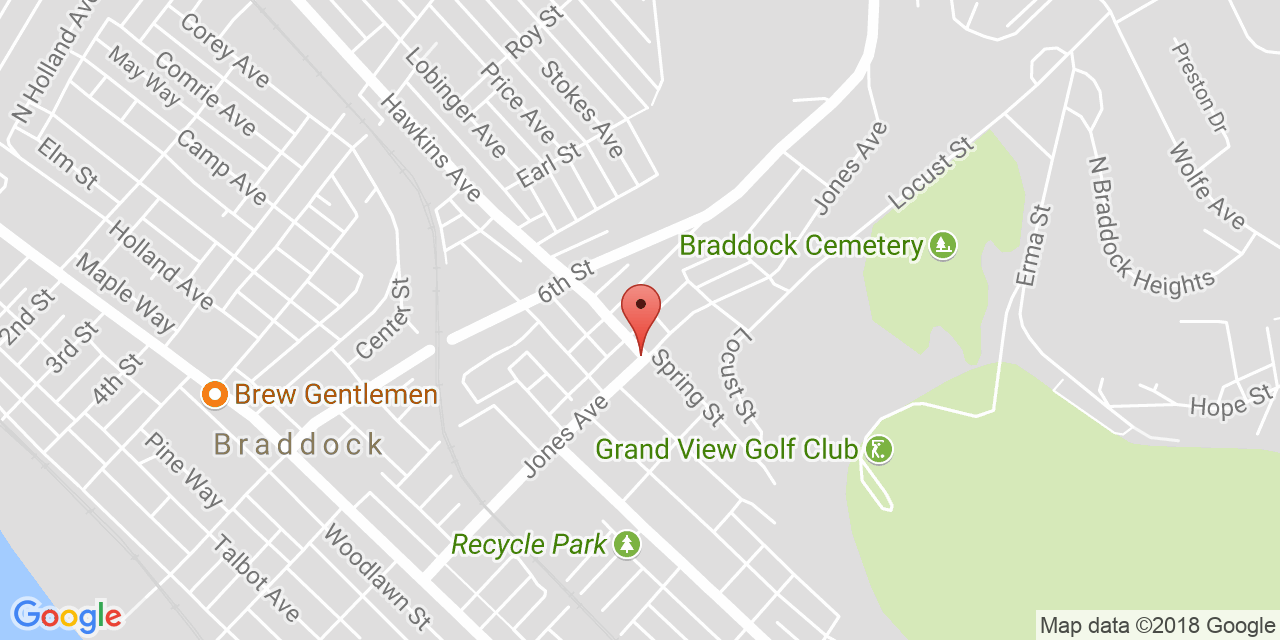 N Holland Ave
Corey Ave
May Way
Comrie Ave
Camp Ave
Elm St
Roy St
Lobinger Ave
Price Ave
Stokes Ave
Hawkins Ave
Earl St
Preston Dr
Wolfe Ave
Jones Ave
Locust St
N Braddock Heights
Erma St
Braddock Cemetery
Holland Ave
Maple Way
6th St
Center St
2nd St
3rd St
4th St
Brew Gentlemen
Braddock
Spring St
Locust St
Hope St
Jones Ave
Grand View Golf Club
Pine Way
Recycle Park
Talbot Ave
Woodlawn St
Google
Map data ©2018 Google